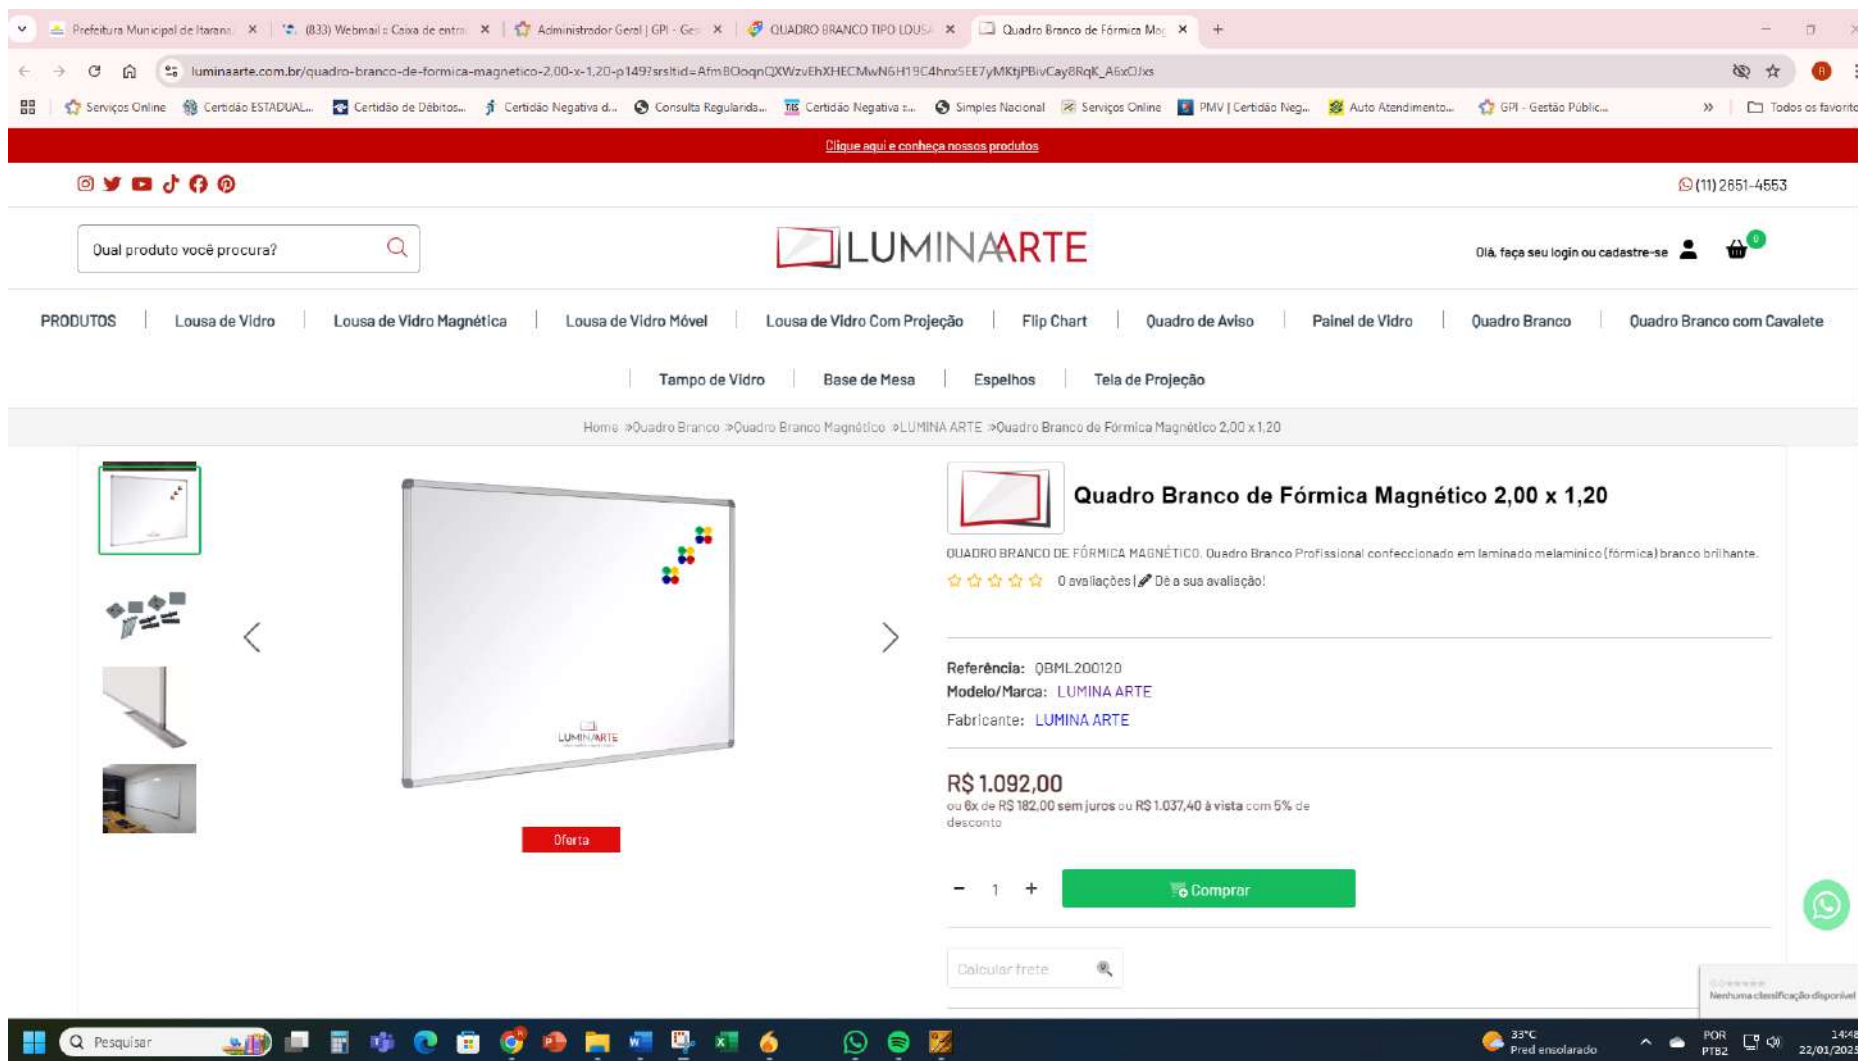 Prefeitura Municipal de Itarana
(833) Webmail :: Caixa de entra
Administrador Geral | GPI - Ges
QUADRO BRANCO TIPO LOUSA
Quadro Branco de Fórmica Mag
luminaarte.com.br/quadro-branco-de-formica-magnetico-2,00-x-1,20-p149?srsltid=
Serviços Online
Certidão ESTADUAL...
Certidão de Débitos...
Certidão Negativa d...
Consulta Regularida...
Certidão Negativa :...
Simples Nacional
Serviços Online
PMV | Certidão Neg...
Auto Atendimento...
GPI - Gestão Públic...
»
Todos os favorito
Clique aqui e conheça nossos produtos
(11) 2651-4553
Qual produto você procura?
LUMINAARTE
Olá, faça seu login ou cadastre-se
0
PRODUTOS | Lousa de Vidro | Lousa de Vidro Magnética | Lousa de Vidro Móvel | Lousa de Vidro Com Projeção | Flip Chart | Quadro de Aviso | Painel de Vidro | Quadro Branco | Quadro Branco com Cavalete
| Tampo de Vidro | Base de Mesa | Espelhos | Tela de Projeção
Home »Quadro Branco »Quadro Branco Magnético »LUMINA ARTE »Quadro Branco de Fórmica Magnético 2,00 x 1,20
Quadro Branco de Fórmica Magnético 2,00 x 1,20
QUADRO BRANCO DE FÓRMICA MAGNÉTICO. Quadro Branco Profissional confeccionado em laminado melaminico (fórmica) branco brilhante.
0 avaliações | Dê a sua avaliação!
Referência: QBML200120
Modelo/Marca: LUMINA ARTE
Fabricante: LUMINA ARTE
LUMINAARTE
R$ 1.092,00
ou 6x de R$ 182,00 sem juros ou R$ 1.037,40 à vista com 5% de
desconto
Oferta
- 1 +
Comprar
Calcular frete
Nenhuma classificação disponível
Pesquisar
33°C
Pred ensolarado
POR
PTB2
14:48
22/01/2025